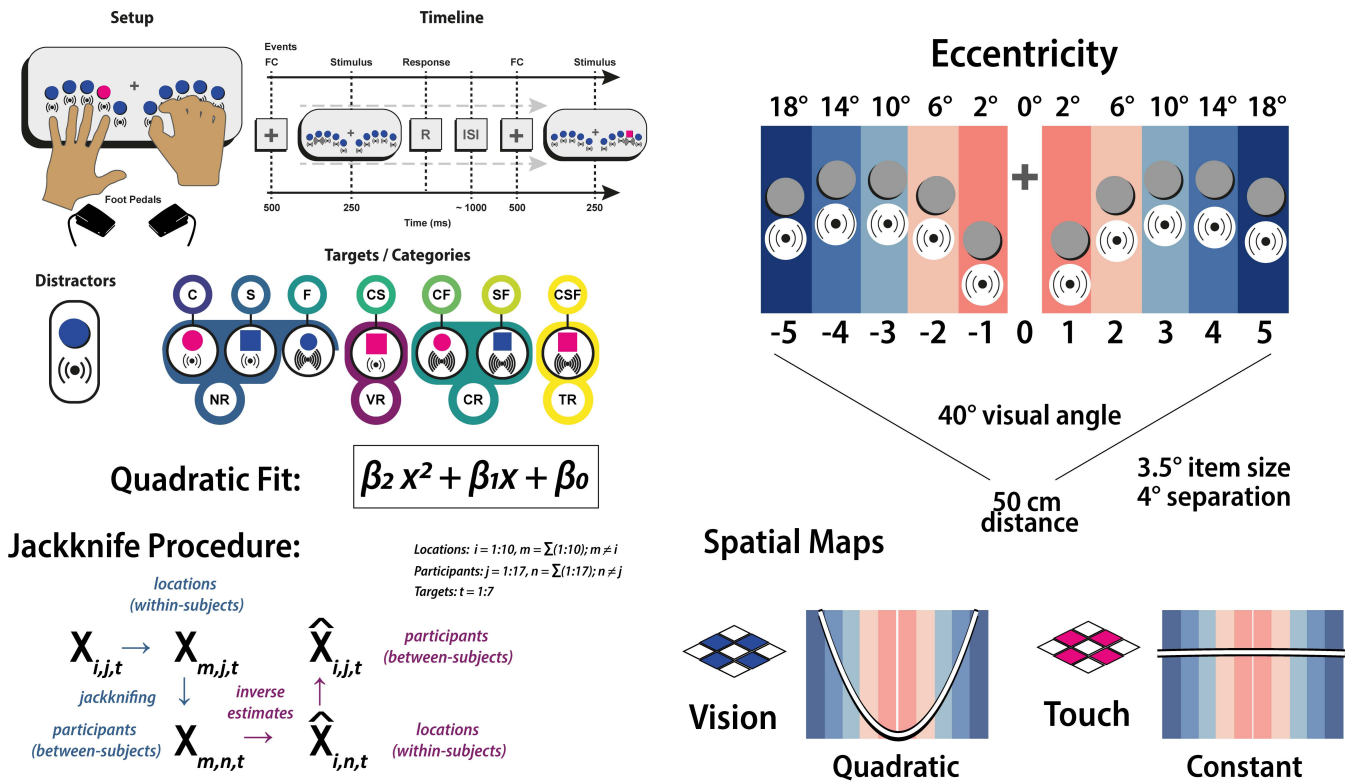 Setup
Timeline
Events
FC Stimulus Response FC Stimulus
R ISI
Foot Pedals
500 250 ~1000 500 250
Time (ms)
Targets / Categories
Distractors
C S F CS CF SF CSF
NR VR CR TR
Quadratic Fit:
β2 x² + β1x + β0
Jackknife Procedure:
Locations: i = 1:10, m = ∑(1:10); m ≠ i
Participants: j = 1:17, n = ∑(1:17); n ≠ j
Targets: t = 1:7
locations
(within-subjects)
X i,j,t → X m,j,t
X̂ i,j,t
participants
(between-subjects)
jackknifing
inverse
estimates
participants
(between-subjects)
X m,n,t → X̂ i,n,t
locations
(within-subjects)
Eccentricity
18° 14° 10° 6° 2° 0° 2° 6° 10° 14° 18°
-5 -4 -3 -2 -1 0 1 2 3 4 5
40° visual angle
3.5° item size
4° separation
50 cm
distance
Spatial Maps
Vision
Quadratic
Touch
Constant